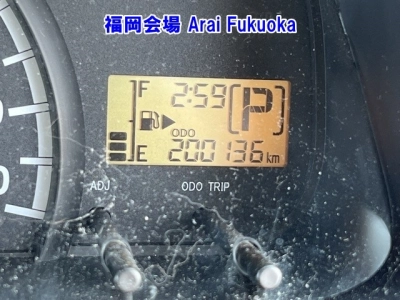 福岡会場 Arai Fukuoka
F 2:59 P
ODO
E 200136 km
ADJ ODO TRIP